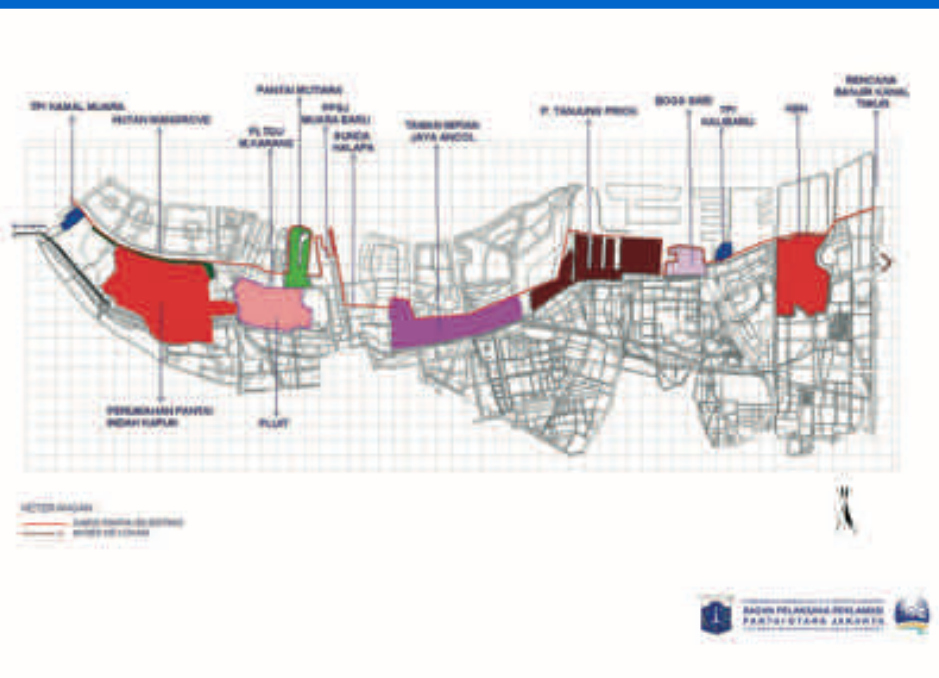 TPI KAMAL MUARA
HUTAN MANGROVE
PANTAI MUTIARA
PPSJ
MUARA BARU
SUNDA
KALAPA
TAMAN IMPIAN
JAYA ANCOL
P. TANJUNG PRIOK
BOGA SARI
TPI
KALIBARU
KBN
RENCANA
BANJIR KANAL
TIMUR
PERUMAHAN PANTAI
INDAH KAPUK
PLUIT
KETERANGAN
BADAN PELAKSANA REKLAMASI
PANTAI UTARA JAKARTA